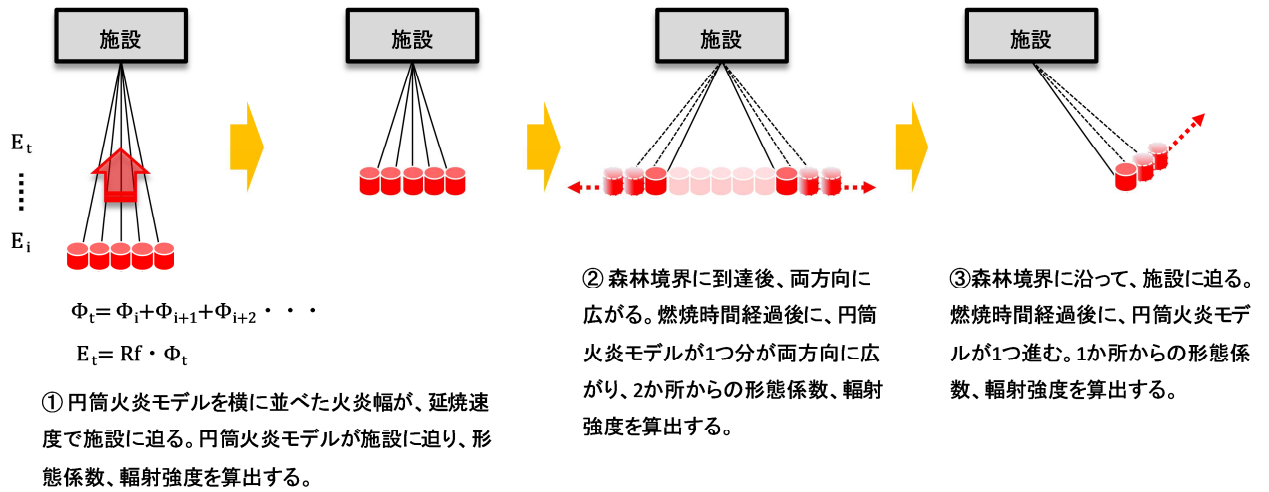 施設
施設
施設
施設
Et
Ei
Φt= Φi+Φi+1+Φi+2・・・
Et= Rf・Φt
① 円筒火炎モデルを横に並べた火炎幅が、延焼速
度で施設に迫る。円筒火炎モデルが施設に迫り、形
態係数、輻射強度を算出する。
② 森林境界に到達後、両方向に
広がる。燃焼時間経過後に、円筒
火炎モデルが1つ分が両方向に広
がり、2か所からの形態係数、輻射
強度を算出する。
③森林境界に沿って、施設に迫る。
燃焼時間経過後に、円筒火炎モデ
ルが1つ進む。1か所からの形態係
数、輻射強度を算出する。